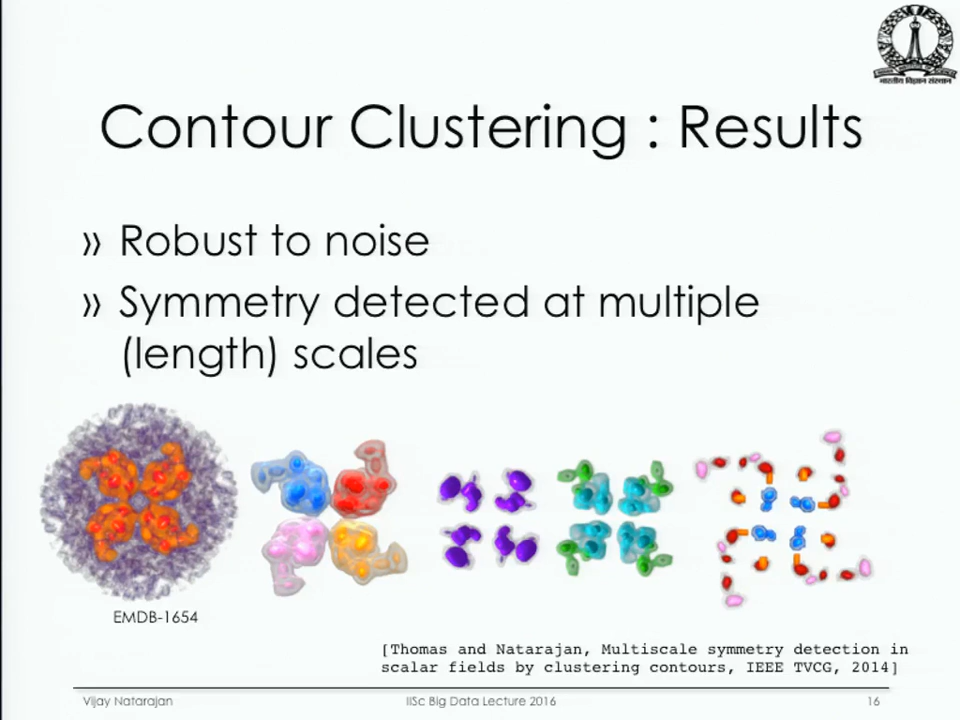 Contour Clustering : Results
» Robust to noise
» Symmetry detected at multiple
(length) scales
EMDB-1654
[Thomas and Natarajan, Multiscale symmetry detection in
scalar fields by clustering contours, IEEE TVCG, 2014]
Vijay Natarajan
IISc Big Data Lecture 2016
16
भारतीय विज्ञान संस्थान